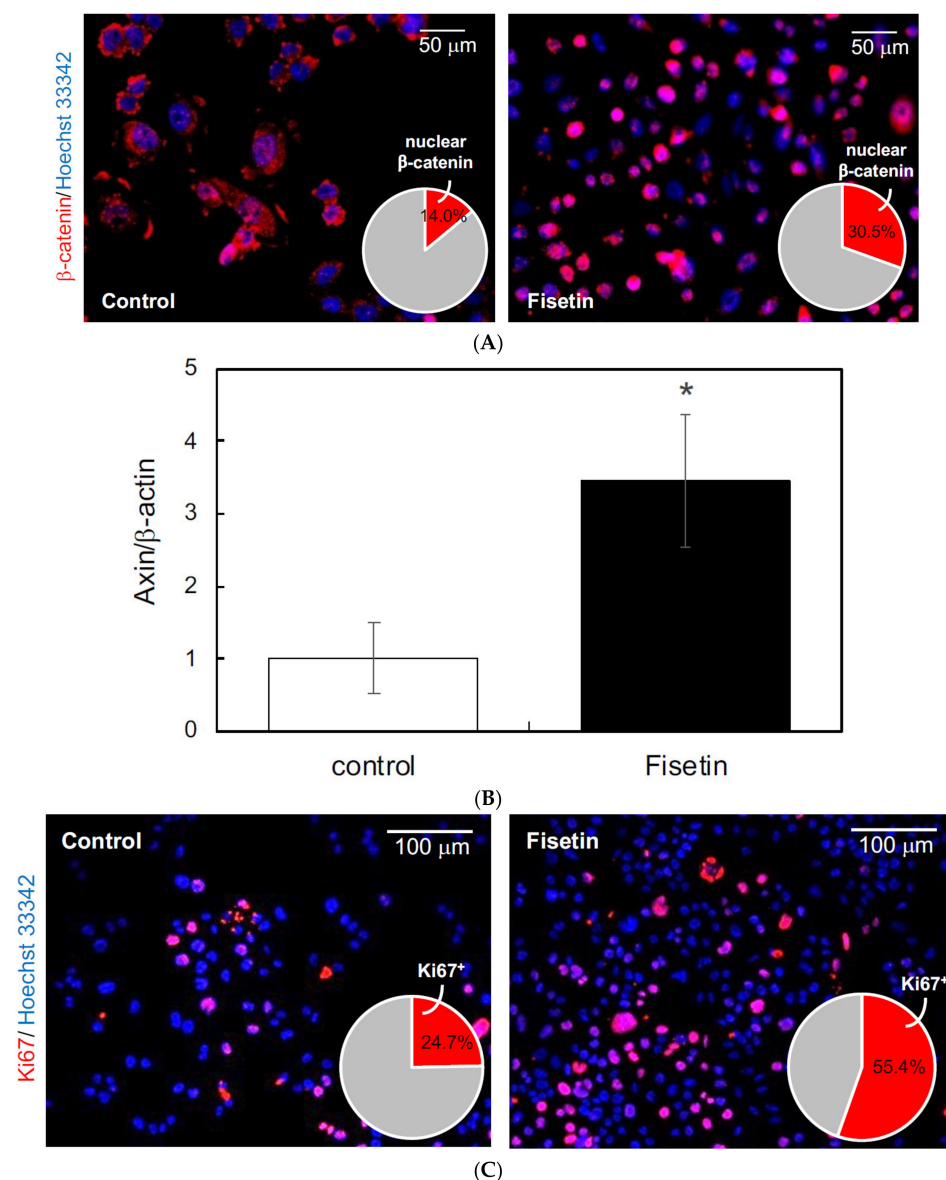 β-catenin/Hoechst 33342
50 μm
nuclear
β-catenin
14.0%
Control
50 μm
nuclear
β-catenin
30.5%
Fisetin
(A)
Axin/β-actin
5
4
3
2
1
0
*
control
Fisetin
(B)
Ki67/ Hoechst 33342
Control
100 μm
Ki67+
24.7%
Fisetin
100 μm
Ki67+
55.4%
(C)